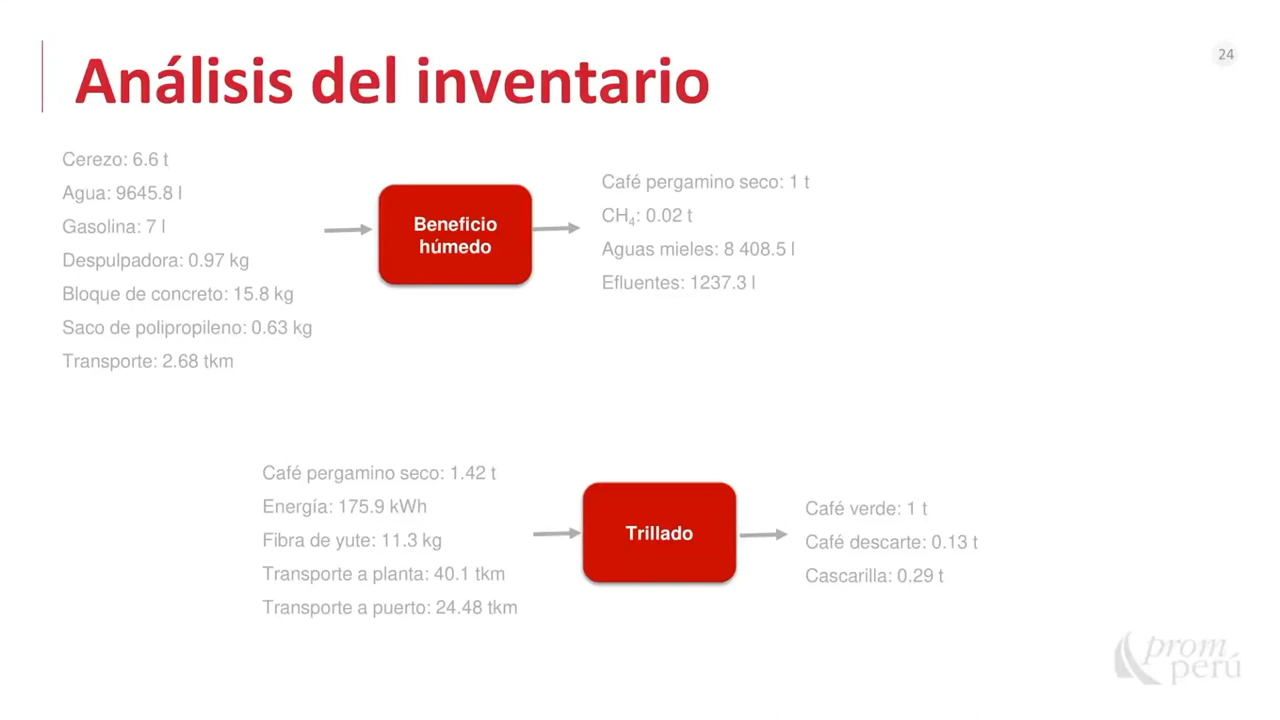 24
Análisis del inventario
Cerezo: 6.6 t
Agua: 9645.8 l
Gasolina: 7 l
Despulpadora: 0.97 kg
Bloque de concreto: 15.8 kg
Saco de polipropileno: 0.63 kg
Transporte: 2.68 tkm
Beneficio
húmedo
Café pergamino seco: 1 t
CH₄: 0.02 t
Aguas mieles: 8 408.5 l
Efluentes: 1237.3 l
Café pergamino seco: 1.42 t
Energía: 175.9 kWh
Fibra de yute: 11.3 kg
Transporte a planta: 40.1 tkm
Transporte a puerto: 24.48 tkm
Trillado
Café verde: 1 t
Café descarte: 0.13 t
Cascarilla: 0.29 t
prom
perú